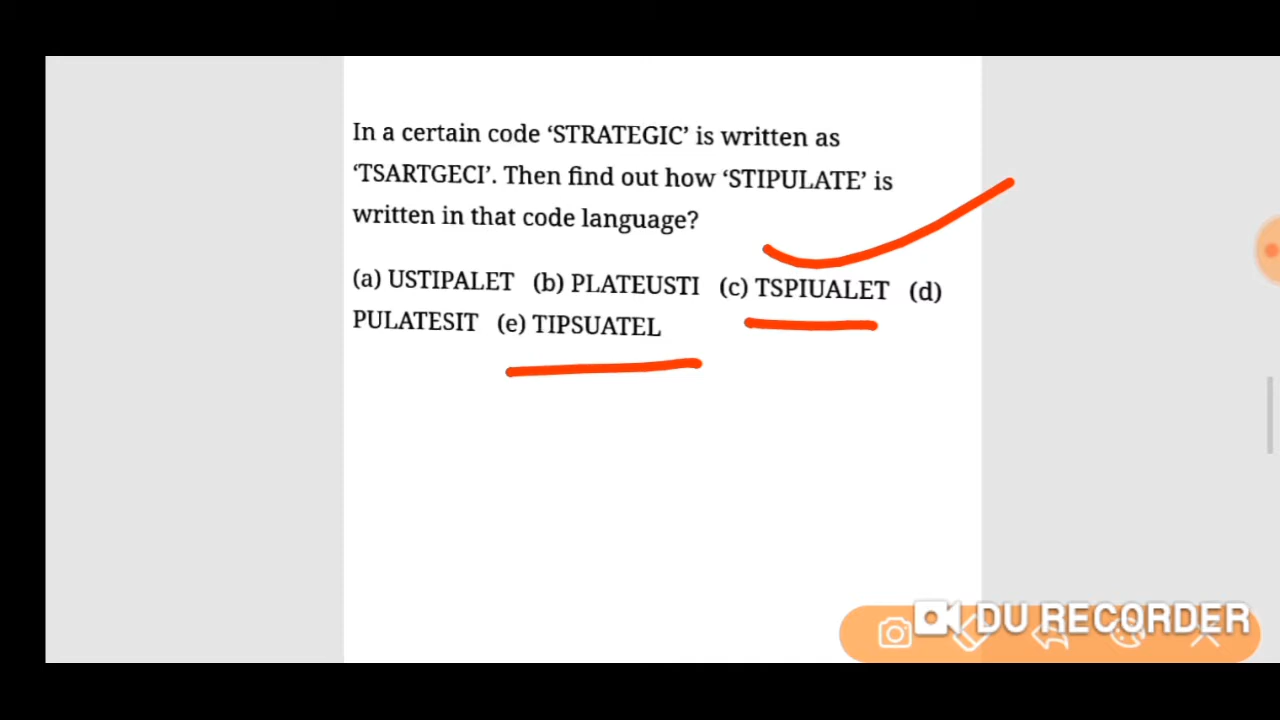 In a certain code ‘STRATEGIC’ is written as
‘TSARTGECI’. Then find out how ‘STIPULATE’ is
written in that code language?
(a) USTIPALET (b) PLATEUSTI (c) TSPIUALET (d)
PULATESIT (e) TIPSUATEL
DU RECORDER